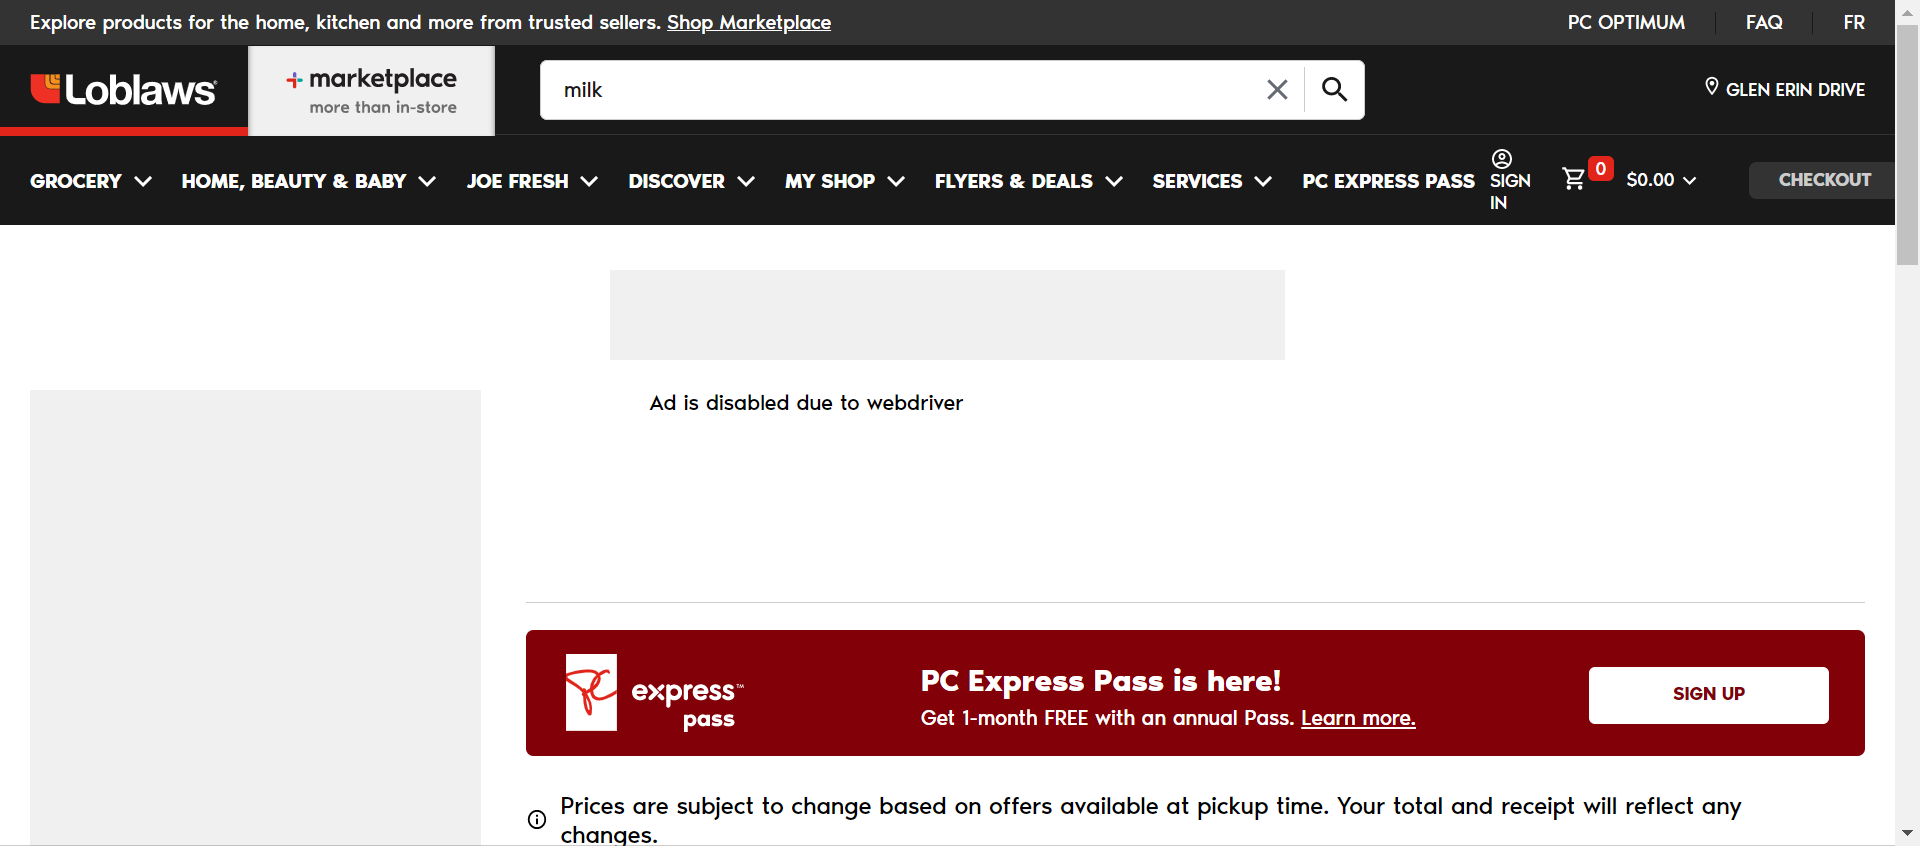 Explore products for the home, kitchen and more from trusted sellers. Shop Marketplace
PC OPTIMUM
FAQ
FR
Loblaws
marketplace
more than in-store
milk
GLEN ERIN DRIVE
GROCERY
HOME, BEAUTY & BABY
JOE FRESH
DISCOVER
MY SHOP
FLYERS & DEALS
SERVICES
PC EXPRESS PASS
SIGN
IN
0
$0.00
CHECKOUT
Ad is disabled due to webdriver
PC
express™
pass
PC Express Pass is here!
Get 1-month FREE with an annual Pass. Learn more.
SIGN UP
Prices are subject to change based on offers available at pickup time. Your total and receipt will reflect any
changes.